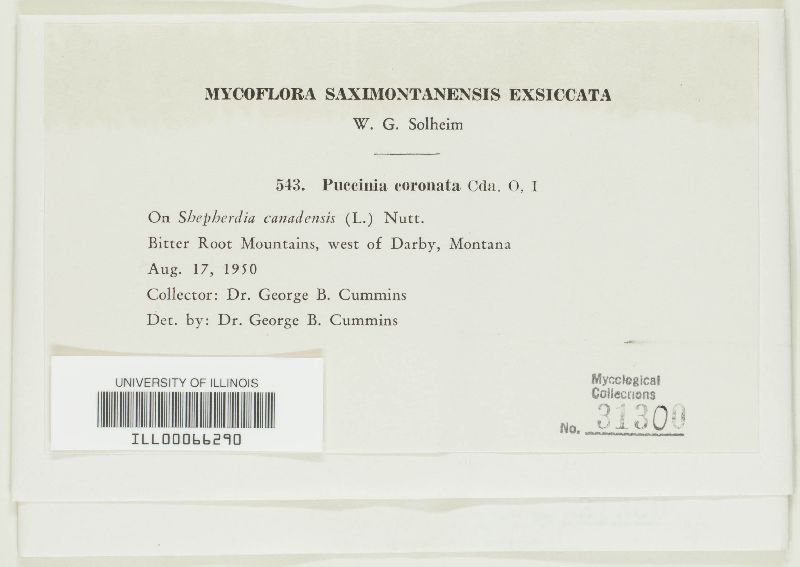 MYCOFLORA SAXIMONTANENSIS EXSICCATA
W. G. Solheim
543. Puccinia coronata Cda. O, I
On Shepherdia canadensis (L.) Nutt.
Bitter Root Mountains, west of Darby, Montana
Aug. 17, 1950
Collector: Dr. George B. Cummins
Det. by: Dr. George B. Cummins
UNIVERSITY OF ILLINOIS
ILL00066290
Mycological
Collections
No. 31300